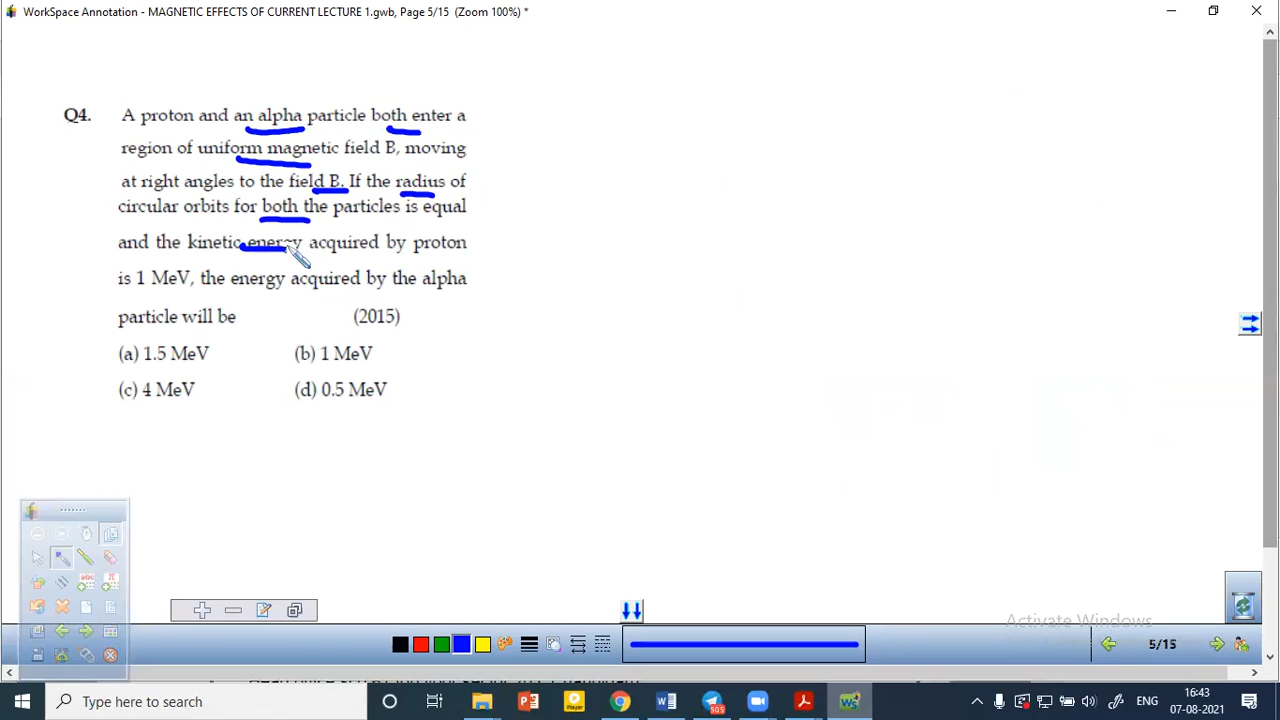 WorkSpace Annotation - MAGNETIC EFFECTS OF CURRENT LECTURE 1.gwb, Page 5/15 (Zoom 100%) *
Q4. A proton and an alpha particle both enter a
region of uniform magnetic field B, moving
at right angles to the field B. If the radius of
circular orbits for both the particles is equal
and the kinetic energy acquired by proton
is 1 MeV, the energy acquired by the alpha
particle will be (2015)
(a) 1.5 MeV (b) 1 MeV
(c) 4 MeV (d) 0.5 MeV
Activate Windows
5/15
Type here to search
ENG
16:43
07-08-2021